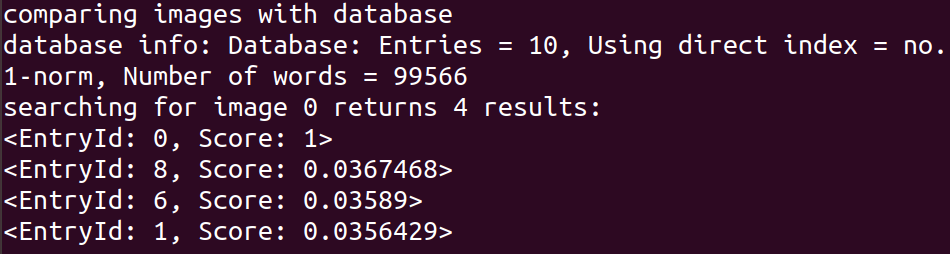 comparing images with database
database info: Database: Entries = 10, Using direct index = no.
1-norm, Number of words = 99566
searching for image 0 returns 4 results:
<EntryId: 0, Score: 1>
<EntryId: 8, Score: 0.0367468>
<EntryId: 6, Score: 0.03589>
<EntryId: 1, Score: 0.0356429>